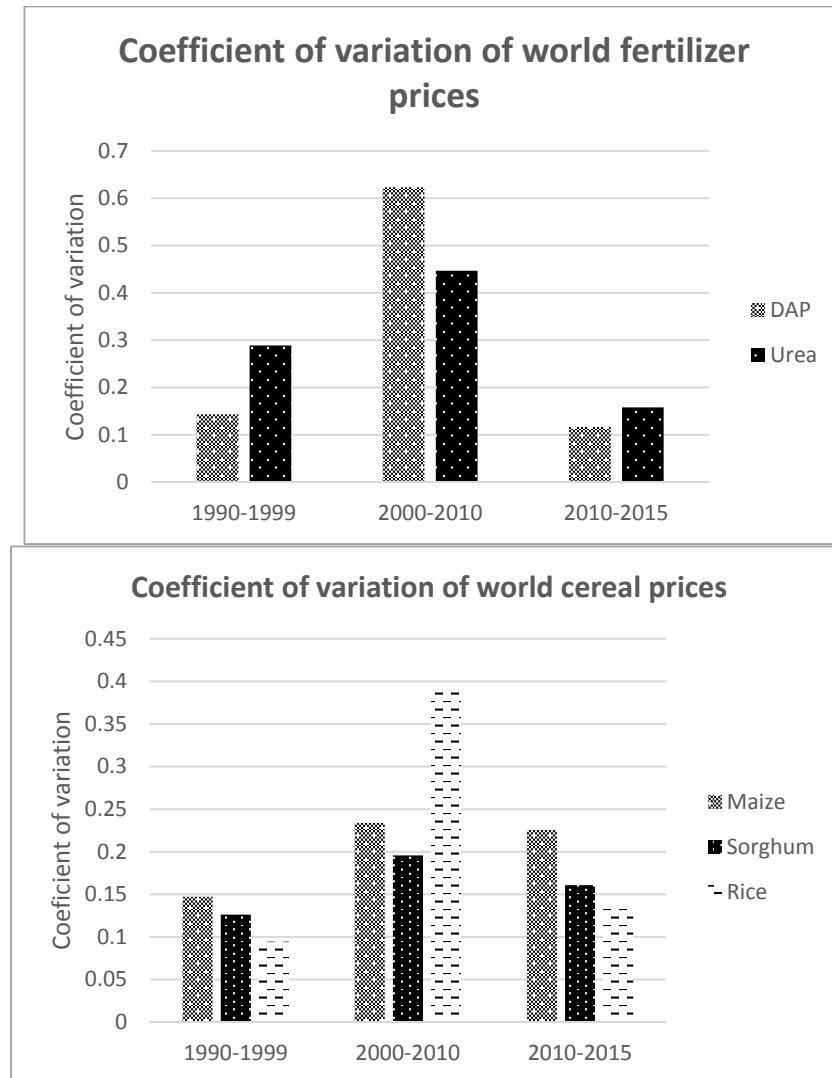 Coefficient of variation of world fertilizer
prices
Coefficient of variation
0.7
0.6
0.5
0.4
0.3
0.2
0.1
0
1990-1999
2000-2010
2010-2015
DAP
Urea
Coefficient of variation of world cereal prices
Coeficient of variation
0.45
0.4
0.35
0.3
0.25
0.2
0.15
0.1
0.05
0
1990-1999
2000-2010
2010-2015
Maize
Sorghum
Rice